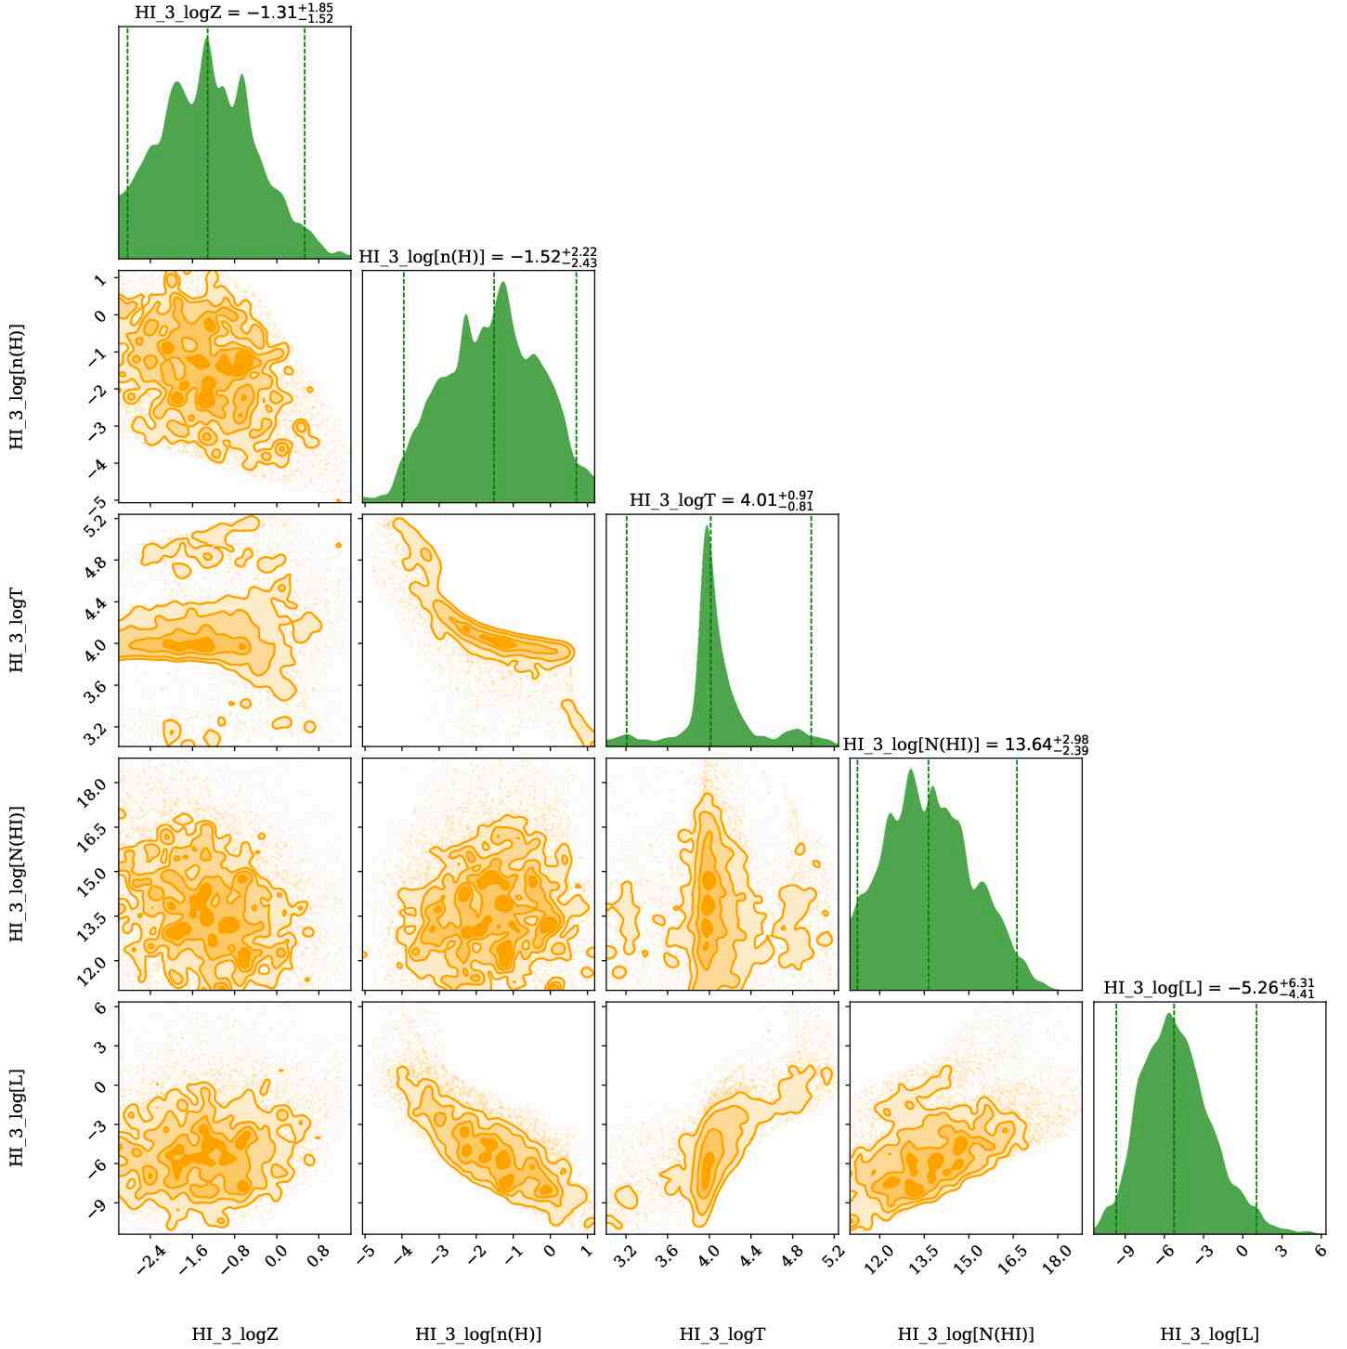 HI_3_logZ = −1.31+1.85−1.52
HI_3_log[n(H)] = −1.52+2.22−2.43
1
0
−1
−2
−3
−4
−5
HI_3_log[n(H)]
HI_3_logT = 4.01+0.97−0.81
5.2
4.8
4.4
4.0
3.6
3.2
HI_3_logT
HI_3_log[N(HI)] = 13.64+2.98−2.39
18.0
16.5
15.0
13.5
12.0
HI_3_log[N(HI)]
HI_3_log[L] = −5.26+6.31−4.41
6
3
0
−3
−6
−9
HI_3_log[L]
−2.4 −1.6 −0.8 0.0 0.8
−5 −4 −3 −2 −1 0 1
3.2 3.6 4.0 4.4 4.8 5.2
12.0 13.5 15.0 16.5 18.0
−9 −6 −3 0 3 6
HI_3_logZ
HI_3_log[n(H)]
HI_3_logT
HI_3_log[N(HI)]
HI_3_log[L]